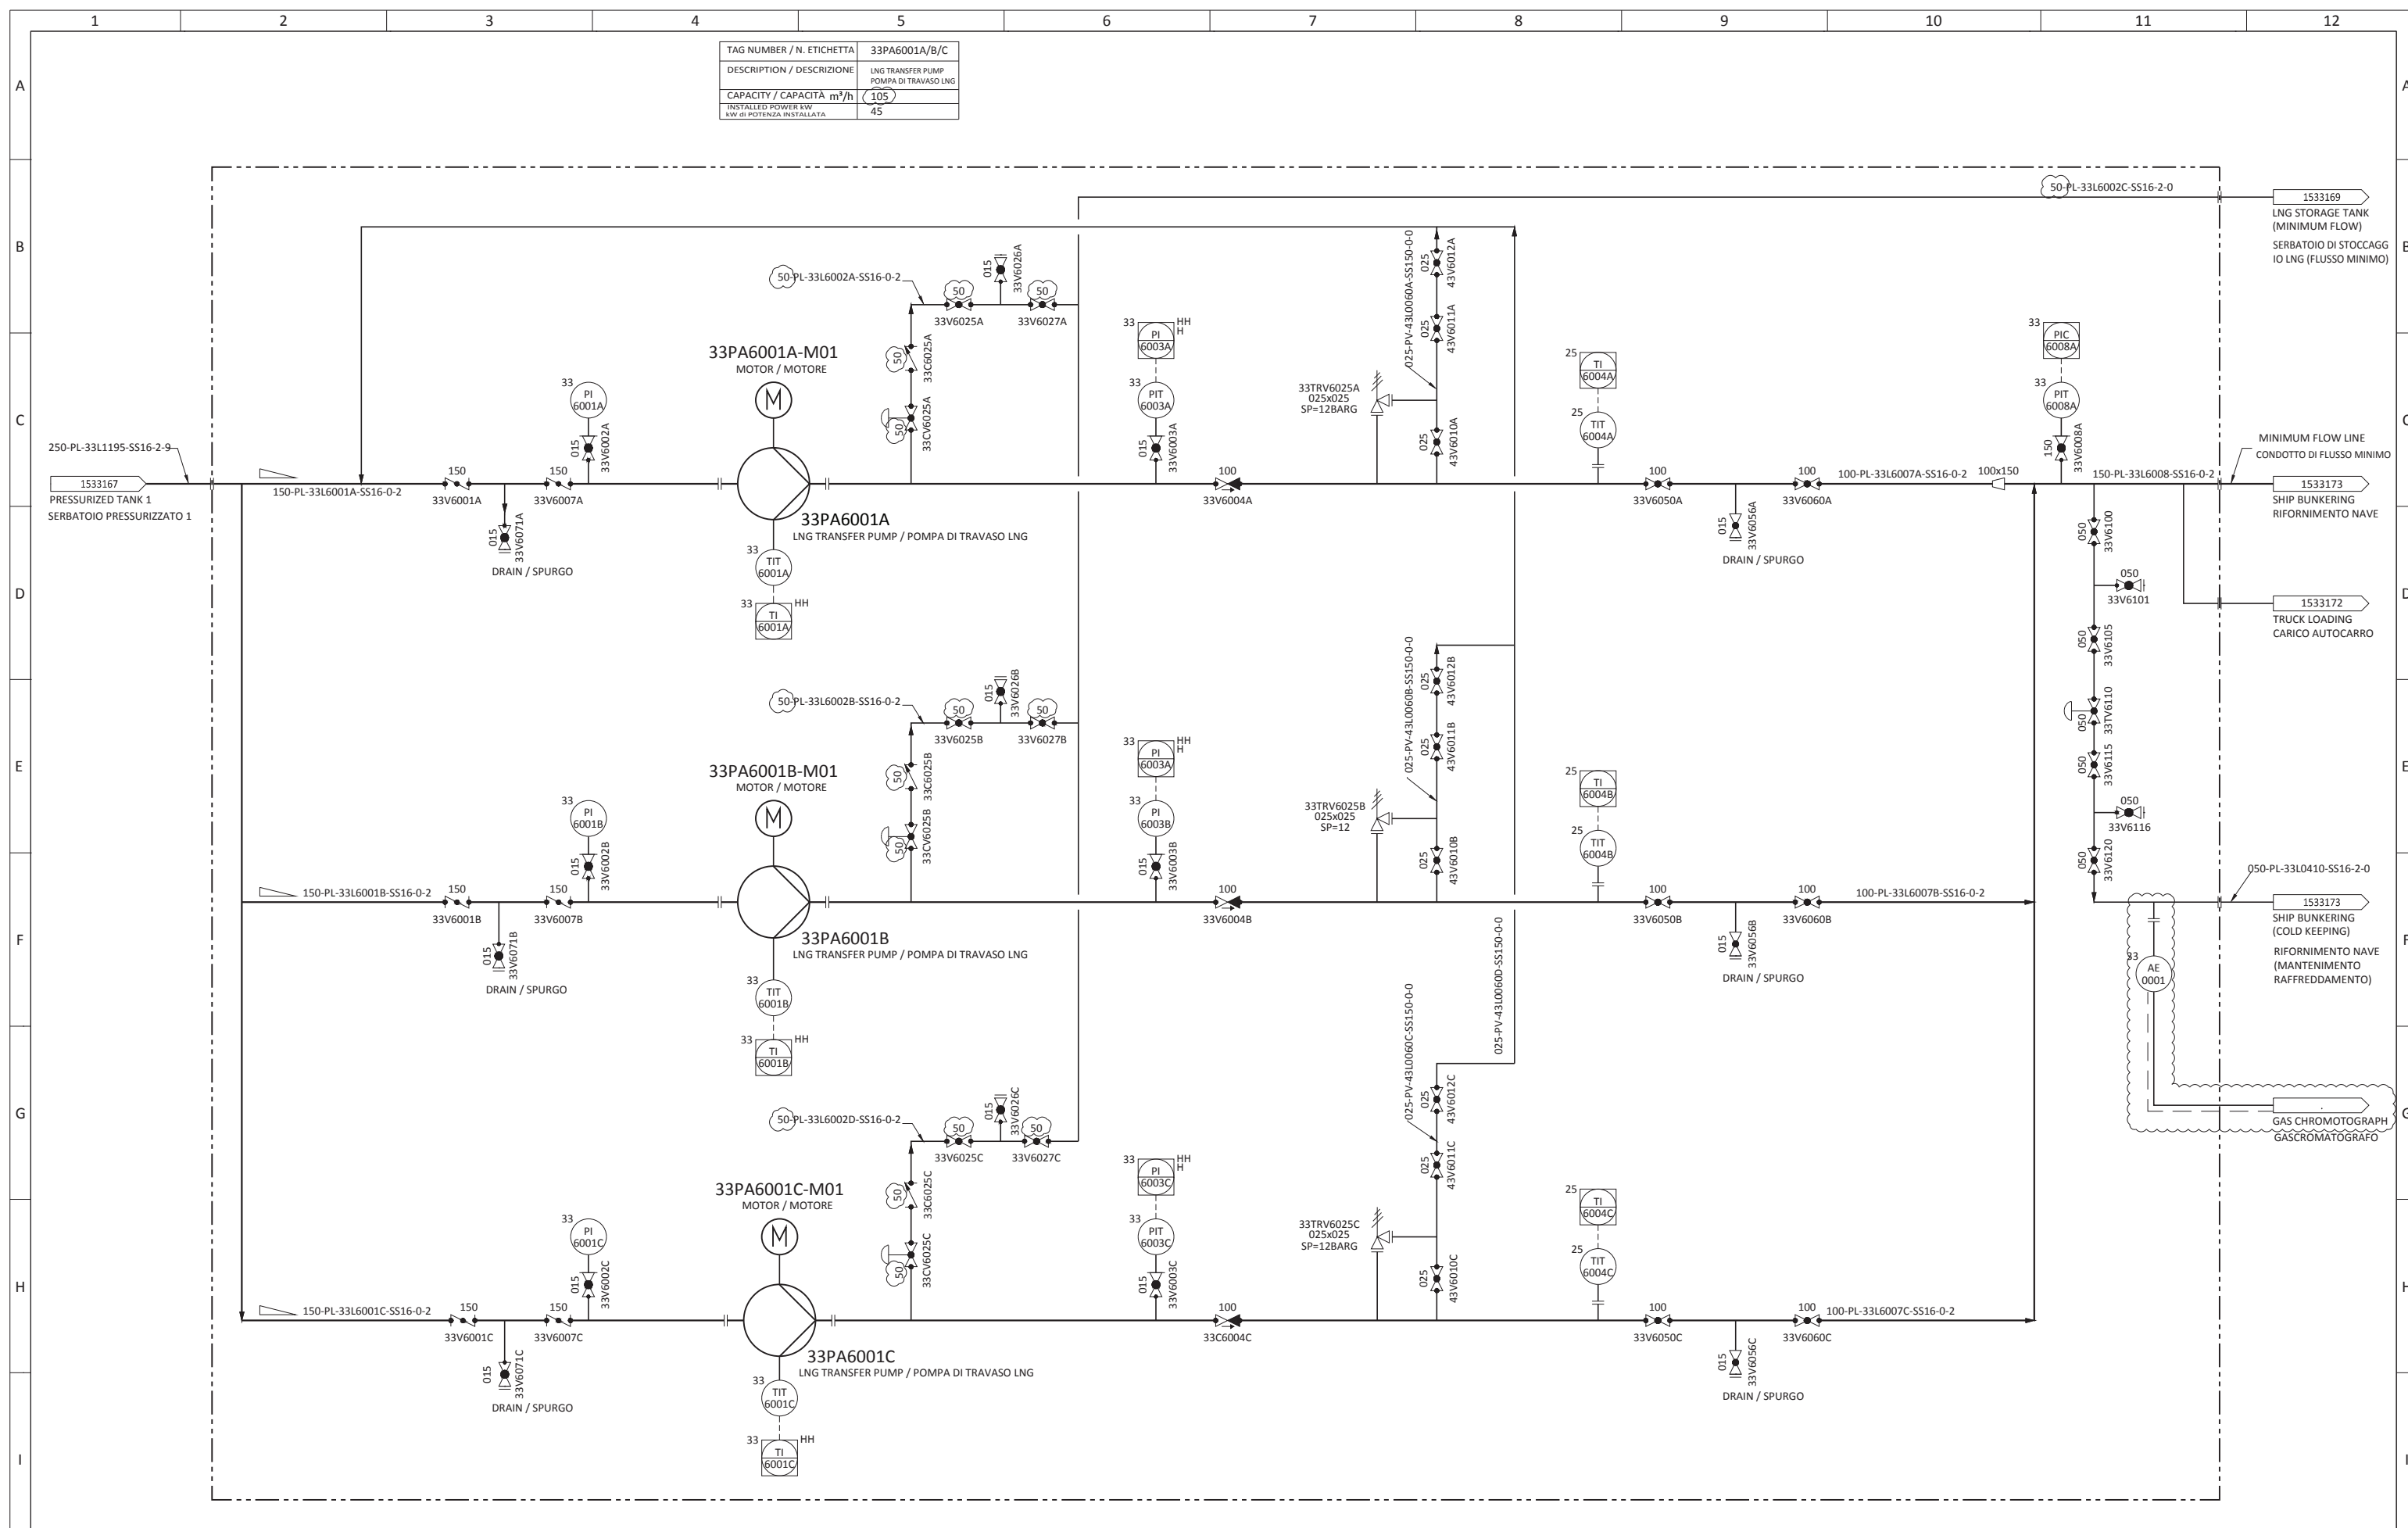 1 2 3 4 5 6 7 8 9 10 11 12
A
B
C
D
E
F
G
H
I
TAG NUMBER / N. ETICHETTA 33PA6001A/B/C
DESCRIPTION / DESCRIZIONE LNG TRANSFER PUMP
POMPA DI TRAVASO LNG
CAPACITY / CAPACITÀ m³/h 105
INSTALLED POWER kW
kW di POTENZA INSTALLATA
45
50-PL-33L6002C-SS16-2-0
1533169
LNG STORAGE TANK
(MINIMUM FLOW)
SERBATOIO DI STOCCAGG
IO LNG (FLUSSO MINIMO)
250-PL-33L1195-SS16-2-9
1533167
PRESSURIZED TANK 1
SERBATOIO PRESSURIZZATO 1
150-PL-33L6001A-SS16-0-2
150
33V6001A
015
33V6071A
DRAIN / SPURGO
150
33V6007A
33
PI
6001A
015
33V6002A
33PA6001A-M01
MOTOR / MOTORE
M
33PA6001A
LNG TRANSFER PUMP / POMPA DI TRAVASO LNG
33
TIT
6001A
33
TI
6001A
HH
50-PL-33L6002A-SS16-0-2
50
33CV6025A
50
33C6025A
50
33V6025A
015
33V6026A
50
33V6027A
33
PI
6003A
HH
H
33
PIT
6003A
015
33V6003A
100
33V6004A
33TRV6025A
025x025
SP=12BARG
025-PV-43L0060A-SS150-0-0
025
43V6012A
025
43V6011A
025
43V6010A
25
TI
6004A
25
TIT
6004A
100
33V6050A
015
33V6056A
DRAIN / SPURGO
100
33V6060A
100-PL-33L6007A-SS16-0-2
100x150
33
PIC
6008A
33
PIT
6008A
150
33V6008A
150-PL-33L6008-SS16-0-2
MINIMUM FLOW LINE
CONDOTTO DI FLUSSO MINIMO
1533173
SHIP BUNKERING
RIFORNIMENTO NAVE
1533172
TRUCK LOADING
CARICO AUTOCARRO
050
33V6100
050
33V6101
050
33V6105
050
33TV6110
050
33V6115
050
33V6116
050
33V6120
050-PL-33L0410-SS16-2-0
1533173
SHIP BUNKERING
(COLD KEEPING)
RIFORNIMENTO NAVE
(MANTENIMENTO
RAFFREDDAMENTO)
33
AE
0001
.
GAS CHROMOTOGRAPH
GASCROMATOGRAFO
150-PL-33L6001B-SS16-0-2
150
33V6001B
015
33V6071B
DRAIN / SPURGO
150
33V6007B
33
PI
6001B
015
33V6002B
33PA6001B-M01
MOTOR / MOTORE
M
33PA6001B
LNG TRANSFER PUMP / POMPA DI TRAVASO LNG
33
TIT
6001B
33
TI
6001B
HH
50-PL-33L6002B-SS16-0-2
50
33CV6025B
50
33C6025B
50
33V6025B
015
33V6026B
50
33V6027B
33
PI
6003A
HH
H
33
PI
6003B
015
33V6003B
100
33V6004B
33TRV6025B
025x025
SP=12
025-PV-43L0060B-SS150-0-0
025
43V6012B
025
43V6011B
025
43V6010B
25
TI
6004B
25
TIT
6004B
100
33V6050B
015
33V6056B
DRAIN / SPURGO
100
33V6060B
100-PL-33L6007B-SS16-0-2
025-PV-43L0060D-SS150-0-0
150-PL-33L6001C-SS16-0-2
150
33V6001C
015
33V6071C
DRAIN / SPURGO
150
33V6007C
33
PI
6001C
015
33V6002C
33PA6001C-M01
MOTOR / MOTORE
M
33PA6001C
LNG TRANSFER PUMP / POMPA DI TRAVASO LNG
33
TIT
6001C
33
TI
6001C
HH
50-PL-33L6002D-SS16-0-2
50
33CV6025C
50
33C6025C
50
33V6025C
015
33V6026C
50
33V6027C
33
PI
6003C
HH
H
33
PIT
6003C
015
33V6003C
100
33C6004C
33TRV6025C
025x025
SP=12BARG
025-PV-43L0060C-SS150-0-0
025
43V6012C
025
43V6011C
025
43V6010C
25
TI
6004C
25
TIT
6004C
100
33V6050C
015
33V6056C
DRAIN / SPURGO
100
33V6060C
100-PL-33L6007C-SS16-0-2
A
B
C
D
E
F
G
H
I